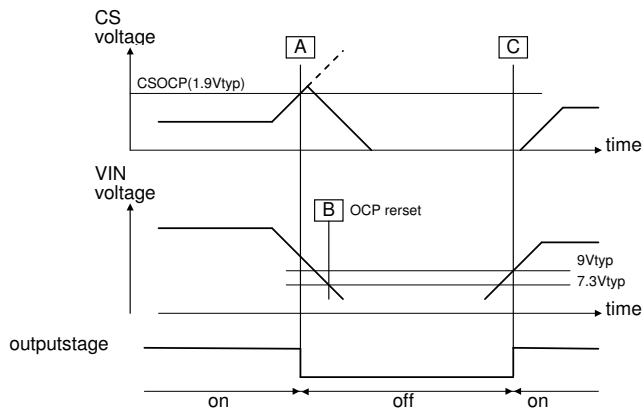 CS
voltage
A
C
CSOCP(1.9Vtyp)
time
VIN
voltage
B
OCP rerset
9Vtyp
7.3Vtyp
time
outputstage
on
off
on